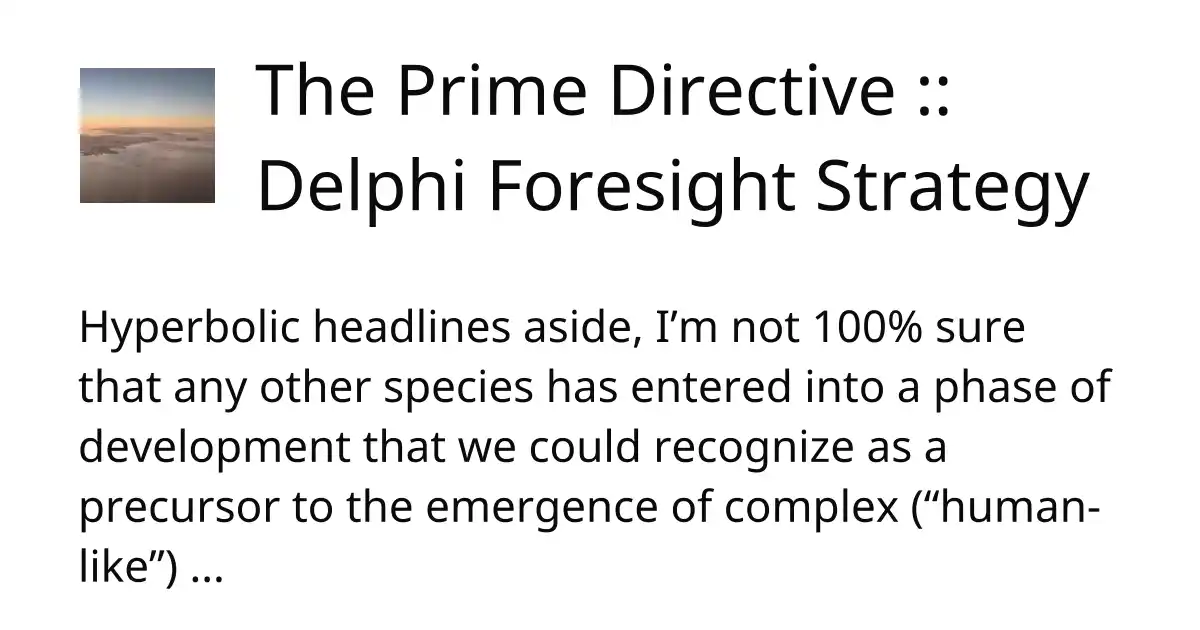 The Prime Directive ::
Delphi Foresight Strategy
Hyperbolic headlines aside, I’m not 100% sure
that any other species has entered into a phase of
development that we could recognize as a
precursor to the emergence of complex (“human-
like”) ...